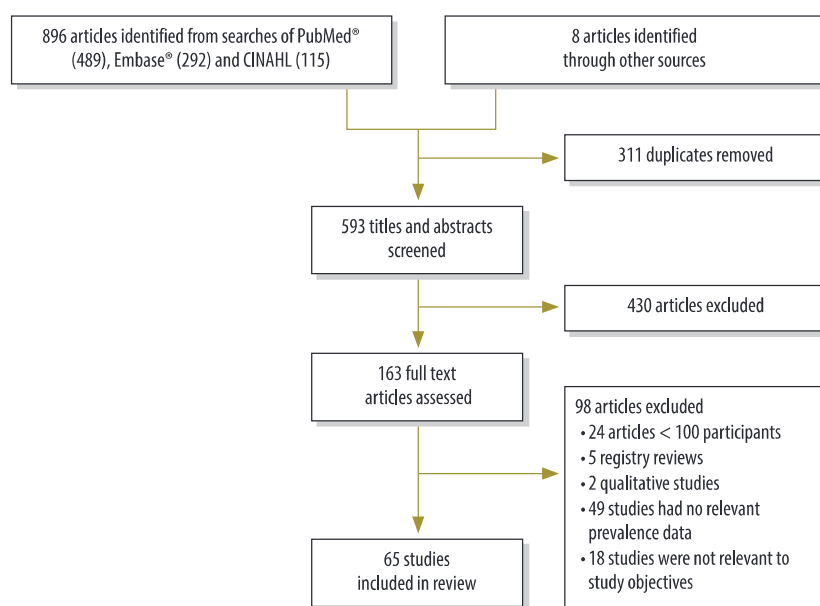 896 articles identified from searches of PubMed®
(489), Embase® (292) and CINAHL (115)
8 articles identified
through other sources
311 duplicates removed
593 titles and abstracts
screened
430 articles excluded
163 full text
articles assessed
98 articles excluded
• 24 articles < 100 participants
• 5 registry reviews
• 2 qualitative studies
• 49 studies had no relevant
prevalence data
• 18 studies were not relevant to
study objectives
65 studies
included in review